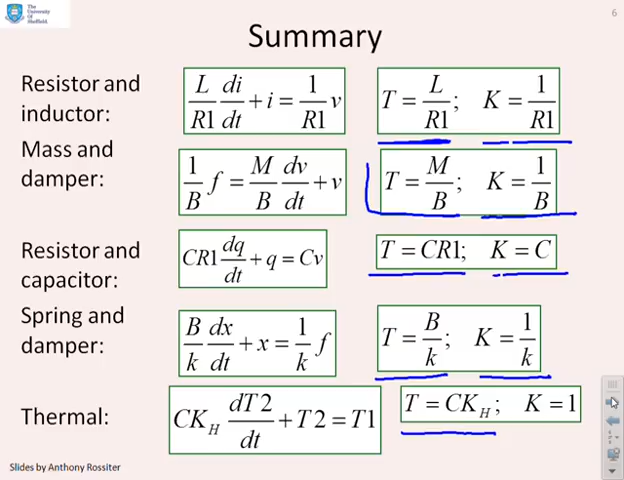 The
University
Of
Sheffield.
6
Summary
Resistor and
inductor:
L/R1 di/dt + i = 1/R1 v
T = L/R1; K = 1/R1
Mass and
damper:
1/B f = M/B dv/dt + v
T = M/B; K = 1/B
Resistor and
capacitor:
CR1 dq/dt + q = Cv
T = CR1; K = C
Spring and
damper:
B/k dx/dt + x = 1/k f
T = B/k; K = 1/k
Thermal:
CK_H dT2/dt + T2 = T1
T = CK_H; K = 1
Slides by Anthony Rossiter